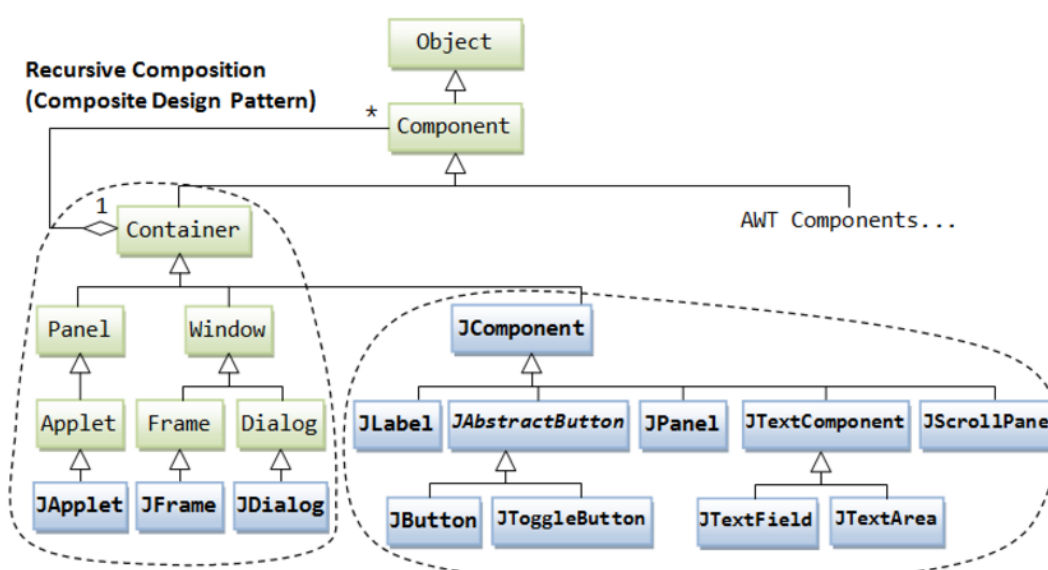 Object
Recursive Composition
(Composite Design Pattern)
*
Component
1
Container
AWT Components...
Panel
Window
JComponent
Applet
Frame
Dialog
JLabel
JAbstractButton
JPanel
JTextComponent
JScrollPane
JApplet
JFrame
JDialog
JButton
JToggleButton
JTextField
JTextArea